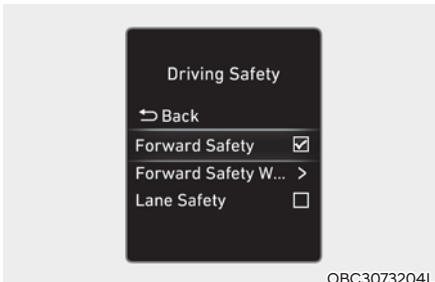 Driving Safety
Back
Forward Safety
Forward Safety W... >
Lane Safety
OBC3073204L